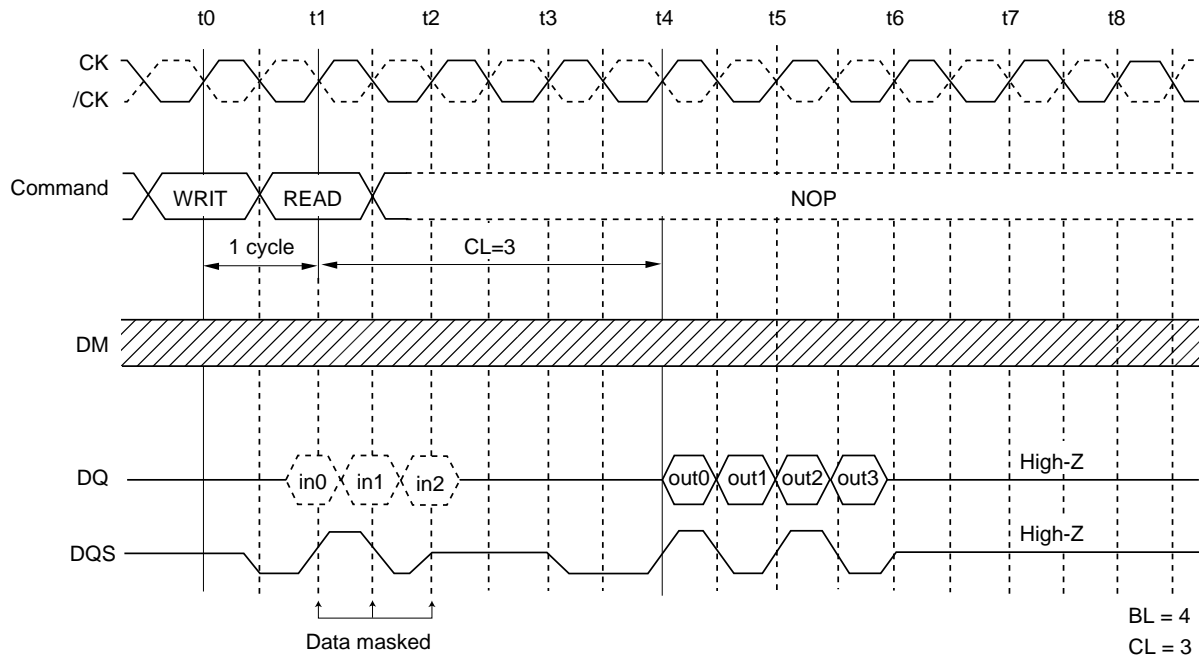 t0 t1 t2 t3 t4 t5 t6 t7 t8
CK
/CK
Command WRIT READ NOP
1 cycle CL=3
DM
DQ in0 in1 in2 out0 out1 out2 out3 High-Z
DQS High-Z
Data masked
BL = 4
CL = 3